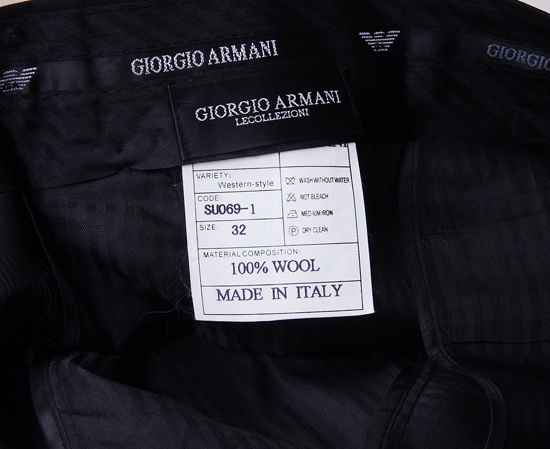 GIORGIO ARMANI
GIORGIO
GIORGIO ARMANI
LECOLLEZIONI
VARIETY:
Western-style
CODE:
SU069-1
SIZE: 32
WASH WITHOUT WATER
NOT BLEACH
MEDIUM IRON
P DRY CLEAN
MATERIAL COMPOSITION:
100% WOOL
MADE IN ITALY